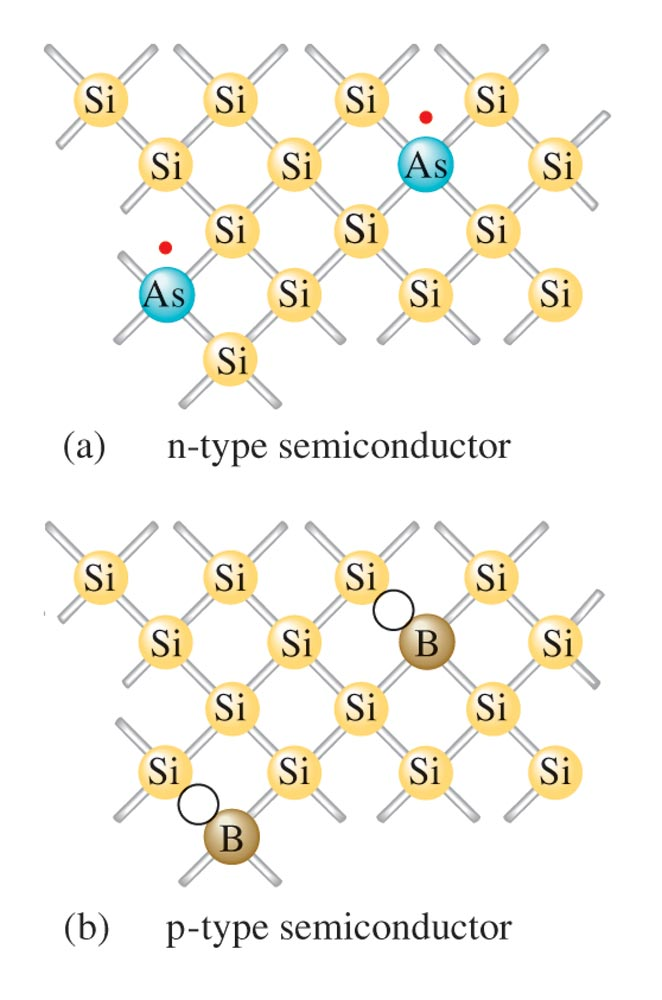 Si Si Si Si
Si Si As Si
Si Si Si
As Si Si Si
Si
(a) n-type semiconductor
Si Si Si Si
Si Si B Si
Si Si Si
Si Si Si Si
B
(b) p-type semiconductor